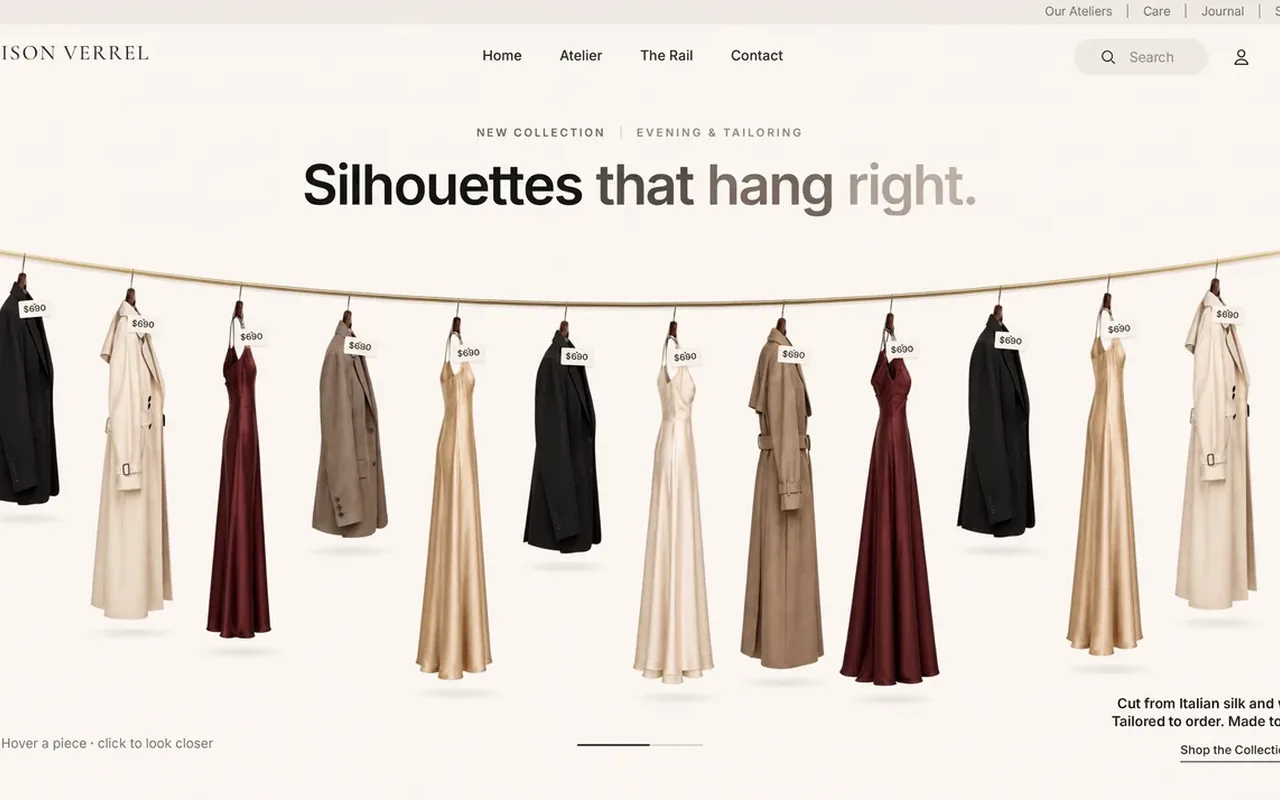 Our Ateliers | Care | Journal | S
ISON VERREL
Home Atelier The Rail Contact
Search
NEW COLLECTION | EVENING & TAILORING
Silhouettes that hang right.
$690
$690
$690
$690
$690
$690
$690
$690
$690
$690
$690
$690
Cut from Italian silk and
Tailored to order. Made to
Hover a piece · click to look closer
Shop the Collecti